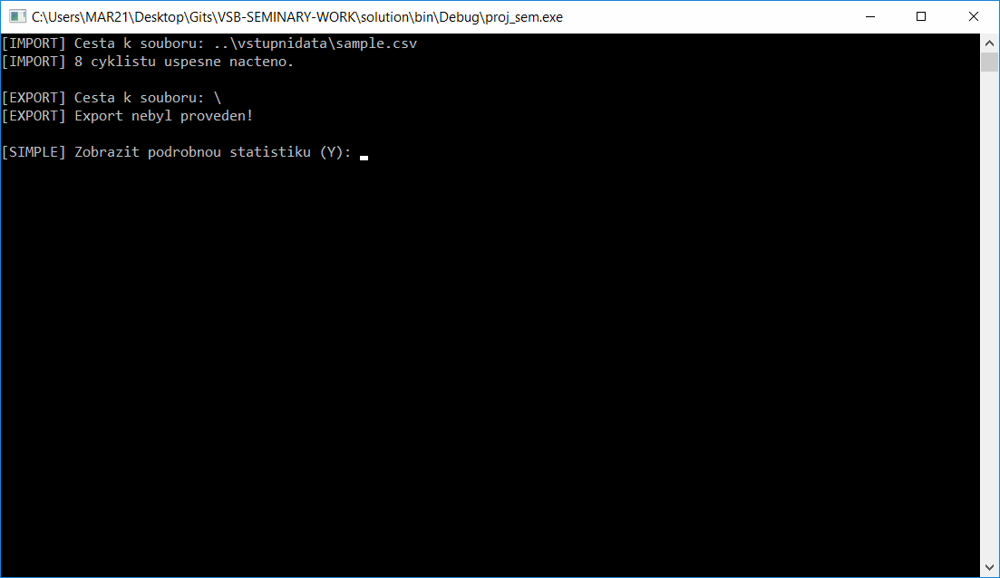 C:\Users\MAR21\Desktop\Gits\VSB-SEMINARY-WORK\solution\bin\Debug\proj_sem.exe
[IMPORT] Cesta k souboru: ..\vstupnidata\sample.csv
[IMPORT] 8 cyklistu uspesne nacteno.
[EXPORT] Cesta k souboru: \
[EXPORT] Export nebyl proveden!
[SIMPLE] Zobrazit podrobnou statistiku (Y):